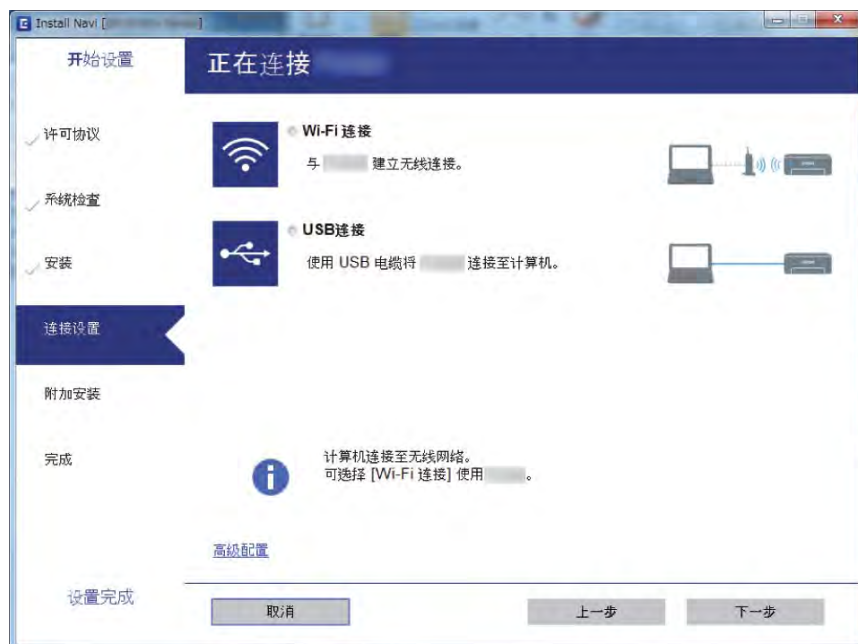 Install Navi [ ]
开始设置
正在连接
许可协议
系统检查
安装
连接设置
附加安装
完成
设置完成
Wi-Fi 连接
与 建立无线连接。
USB连接
使用 USB 电缆将 连接至计算机。
计算机连接至无线网络。
可选择 [Wi-Fi 连接] 使用 。
高级配置
取消
上一步
下一步